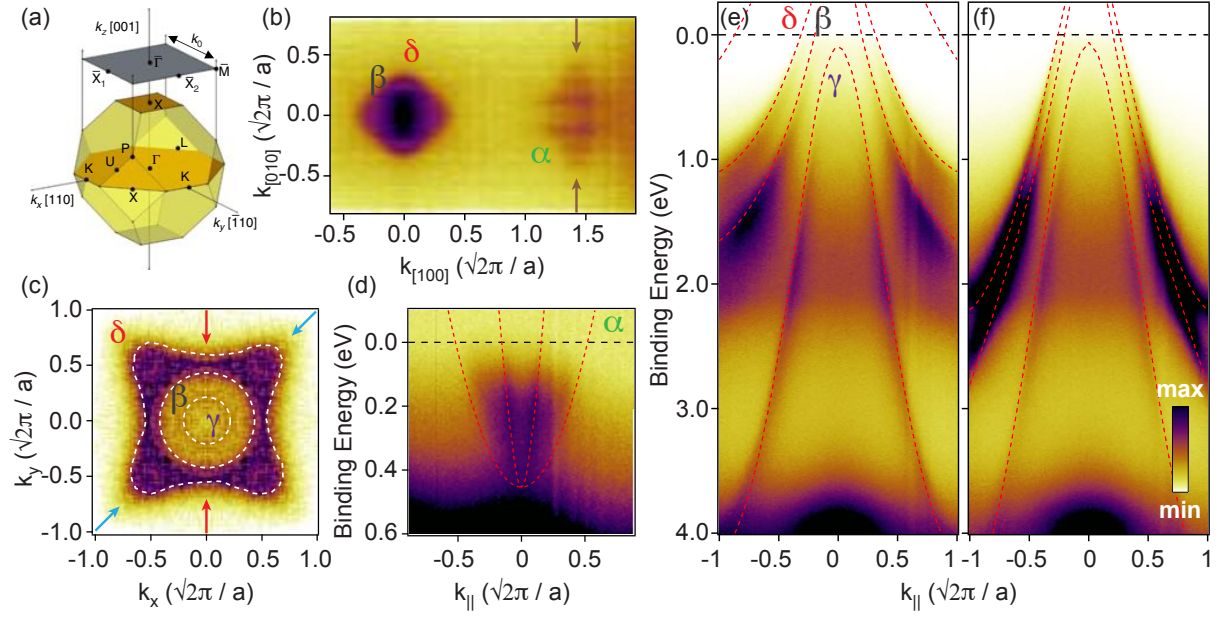 (a)
k_z [001]
k_0
Γ̅
M̅
X̅_1
X̅_2
X
L
P
Γ
K
U
K
X
k_x [110]
k_y [1̅10]
(b)
k_[010] (√2π / a)
0.5
0.0
-0.5
δ
β
α
-0.5
0.0
0.5
1.0
1.5
k_[100] (√2π / a)
(c)
k_y (√2π / a)
1.0
0.5
0.0
-0.5
-1.0
δ
β
γ
-1.0
-0.5
0.0
0.5
1.0
k_x (√2π / a)
(d)
Binding Energy (eV)
0.0
0.2
0.4
0.6
α
-0.5
0
0.5
k_|| (√2π / a)
(e)
δ
β
γ
Binding Energy (eV)
0.0
1.0
2.0
3.0
4.0
-1
-0.5
0
0.5
(f)
max
min
-1
-0.5
0
0.5
1
k_|| (√2π / a)